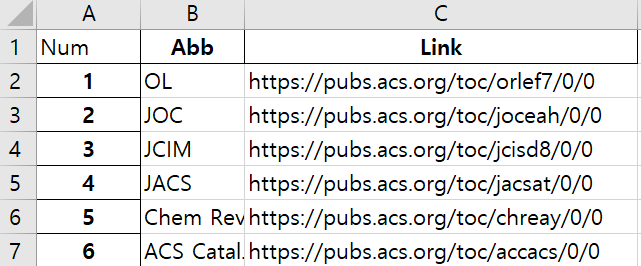 A B C
1 Num Abb Link
2 1 OL https://pubs.acs.org/toc/orlef7/0/0
3 2 JOC https://pubs.acs.org/toc/joceah/0/0
4 3 JCIM https://pubs.acs.org/toc/jcisd8/0/0
5 4 JACS https://pubs.acs.org/toc/jacsat/0/0
6 5 Chem Rev https://pubs.acs.org/toc/chreay/0/0
7 6 ACS Catal. https://pubs.acs.org/toc/accacs/0/0